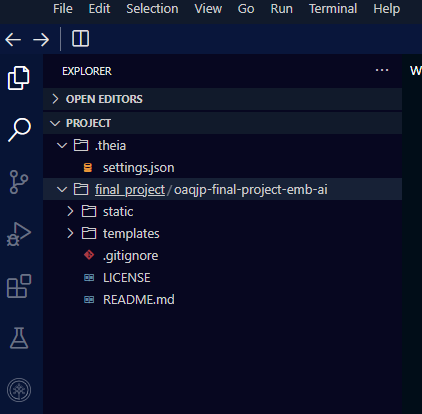 File Edit Selection View Go Run Terminal Help
EXPLORER
W
OPEN EDITORS
PROJECT
.theia
settings.json
final_project/oaqjp-final-project-emb-ai
static
templates
.gitignore
LICENSE
README.md